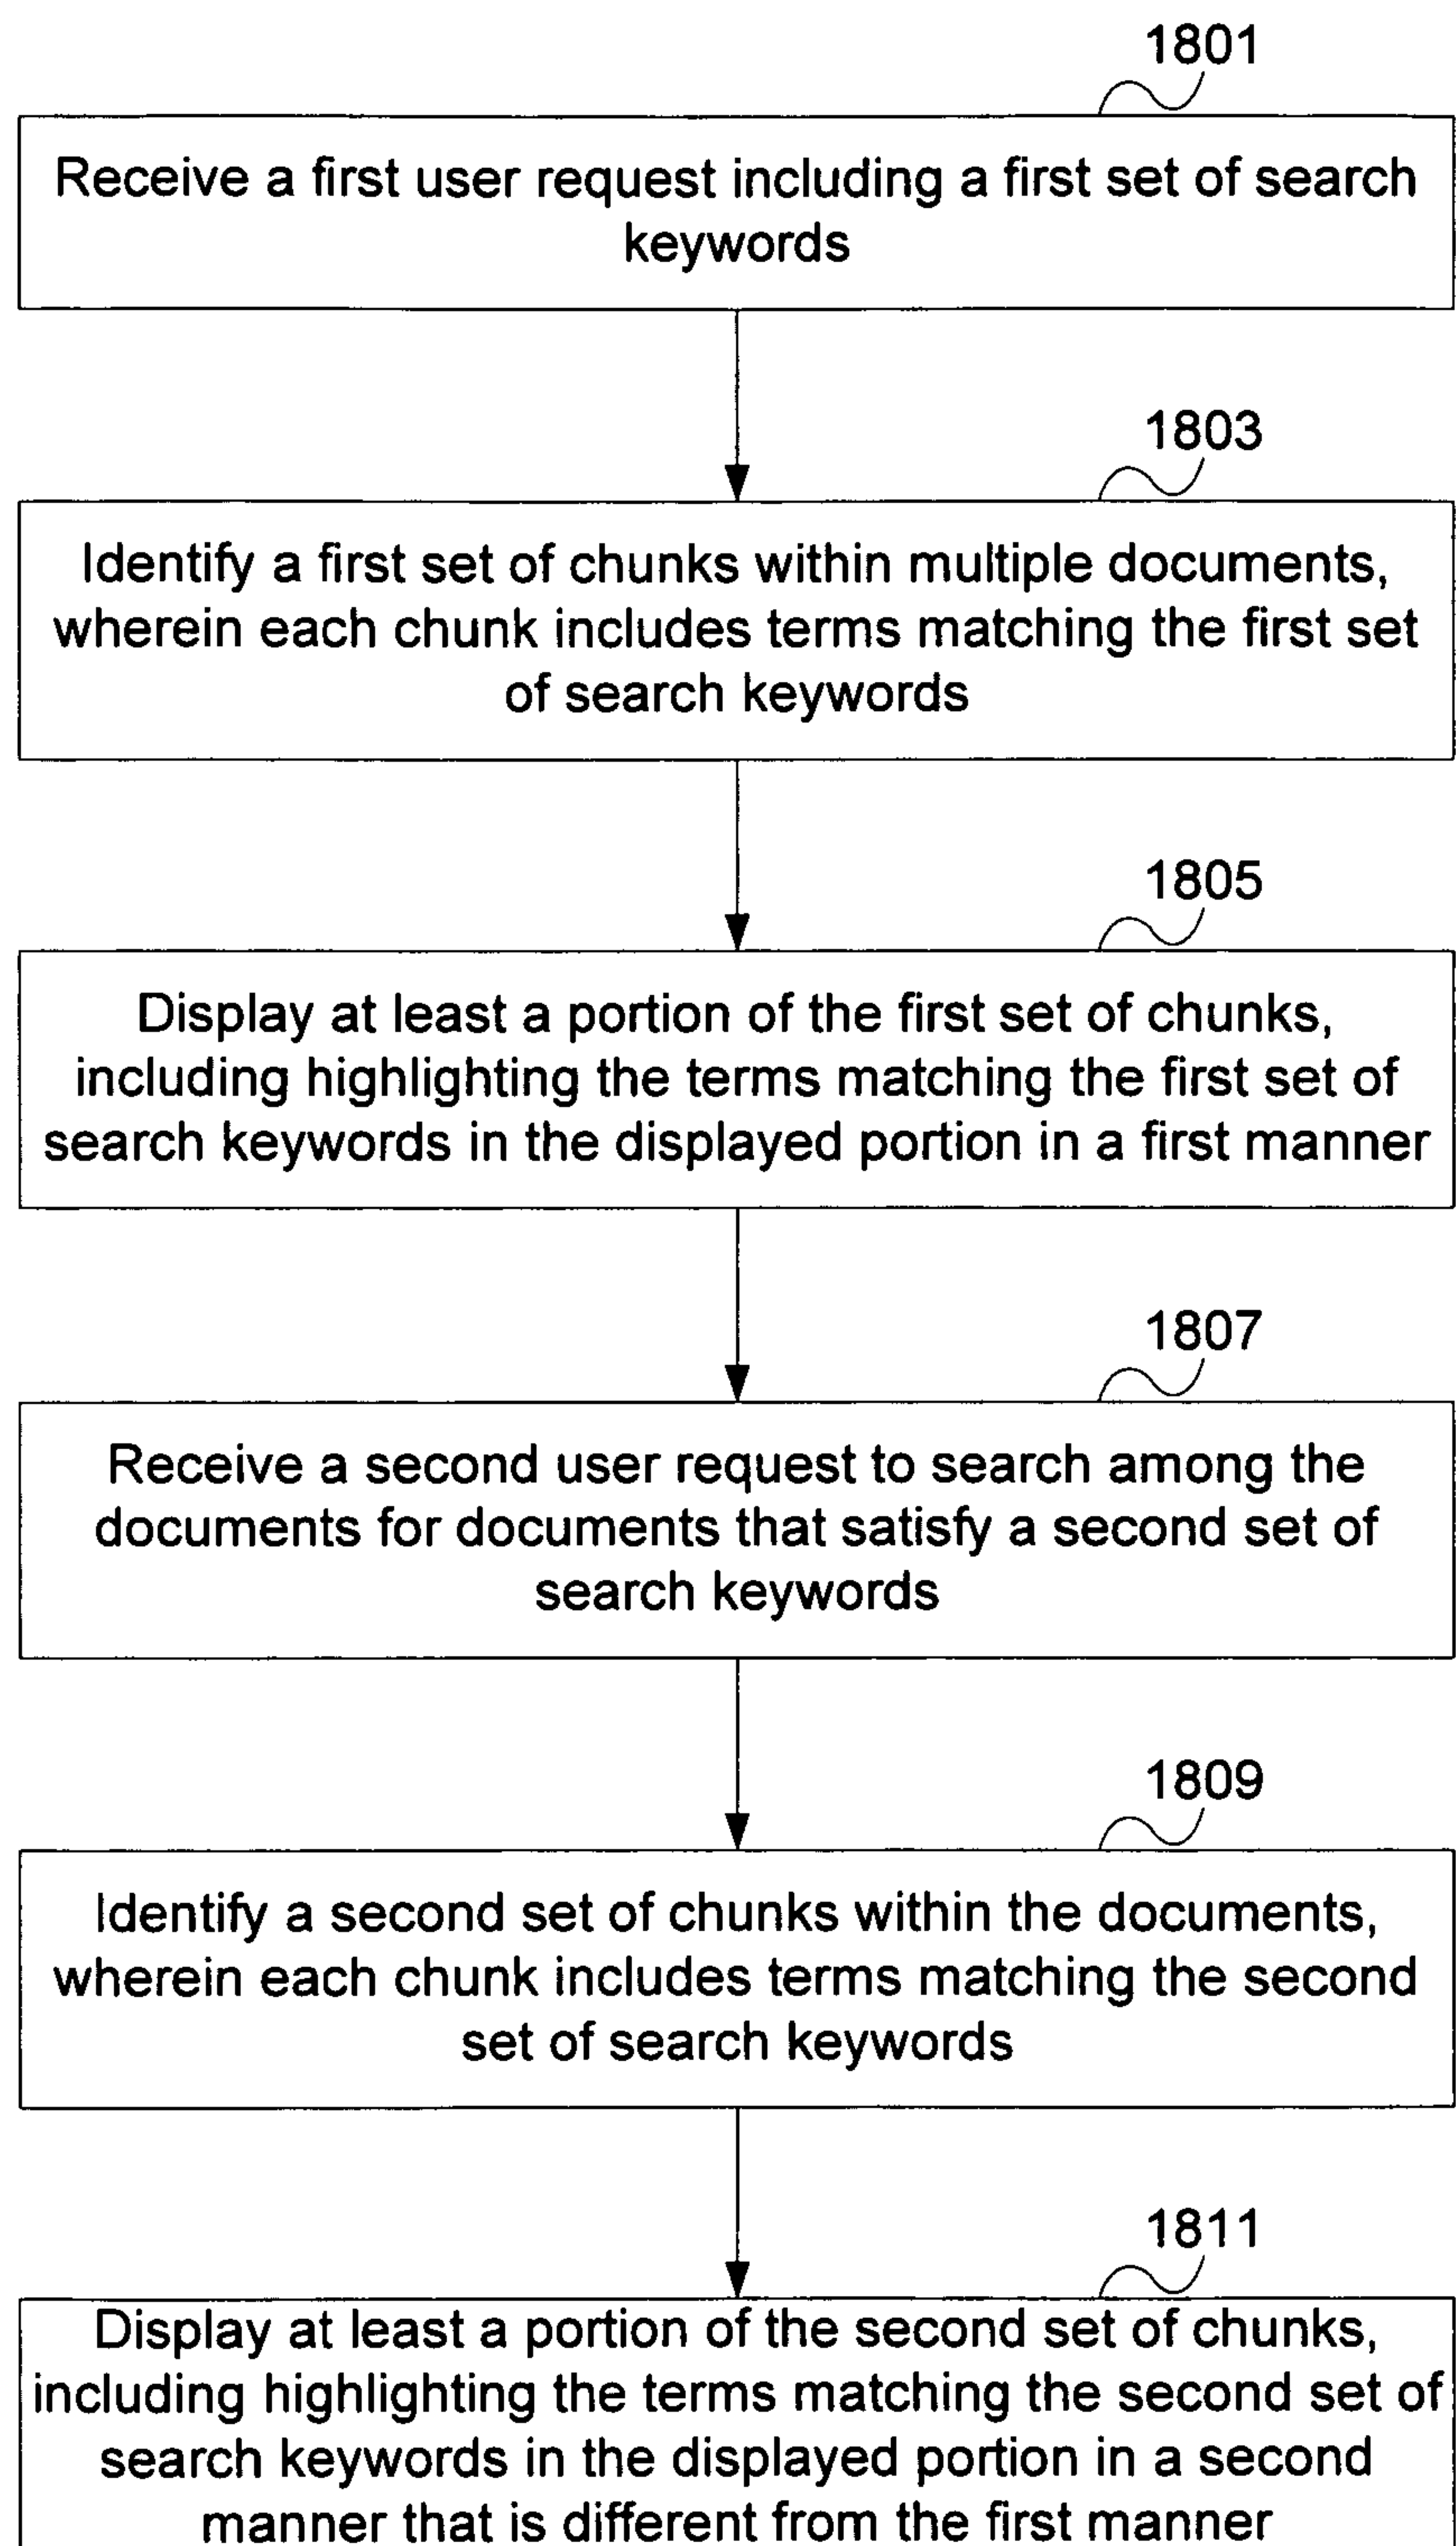 1801
Receive a first user request including a first set of search
keywords
1803
Identify a first set of chunks within multiple documents,
wherein each chunk includes terms matching the first set
of search keywords
1805
Display at least a portion of the first set of chunks,
including highlighting the terms matching the first set of
search keywords in the displayed portion in a first manner
1807
Receive a second user request to search among the
documents for documents that satisfy a second set of
search keywords
1809
Identify a second set of chunks within the documents,
wherein each chunk includes terms matching the second
set of search keywords
1811
Display at least a portion of the second set of chunks,
including highlighting the terms matching the second set of
search keywords in the displayed portion in a second
manner that is different from the first manner